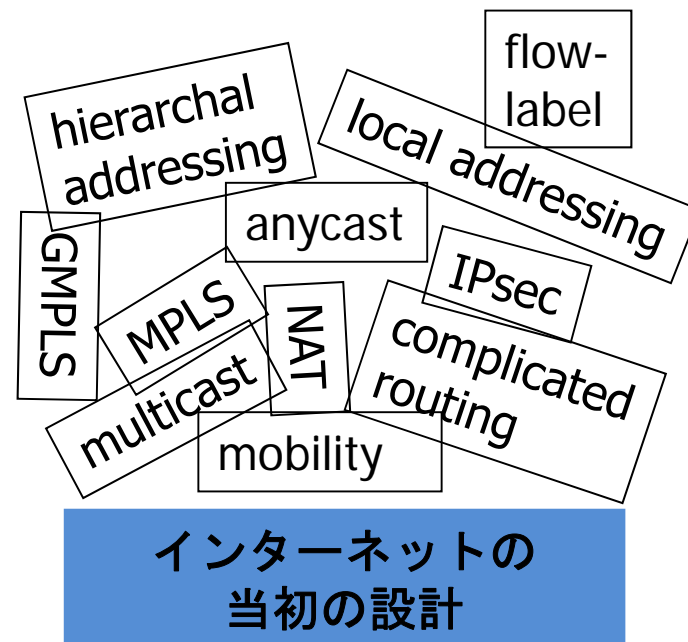 flow-
label
hierarchal
addressing
local addressing
anycast
GMPLS
IPsec
MPLS
NAT
complicated
routing
multicast
mobility
インターネットの
当初の設計